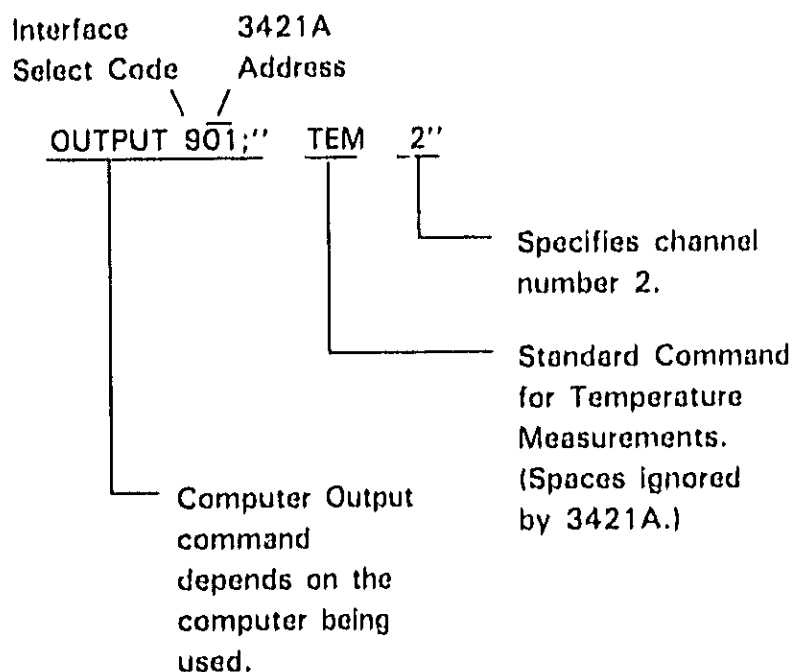 Interface 3421A
Select Code Address
OUTPUT 901;" TEM 2"
Specifies channel
number 2.
Standard Command
for Temperature
Measurements.
(Spaces ignored
by 3421A.)
Computer Output
command
depends on the
computer being
used.